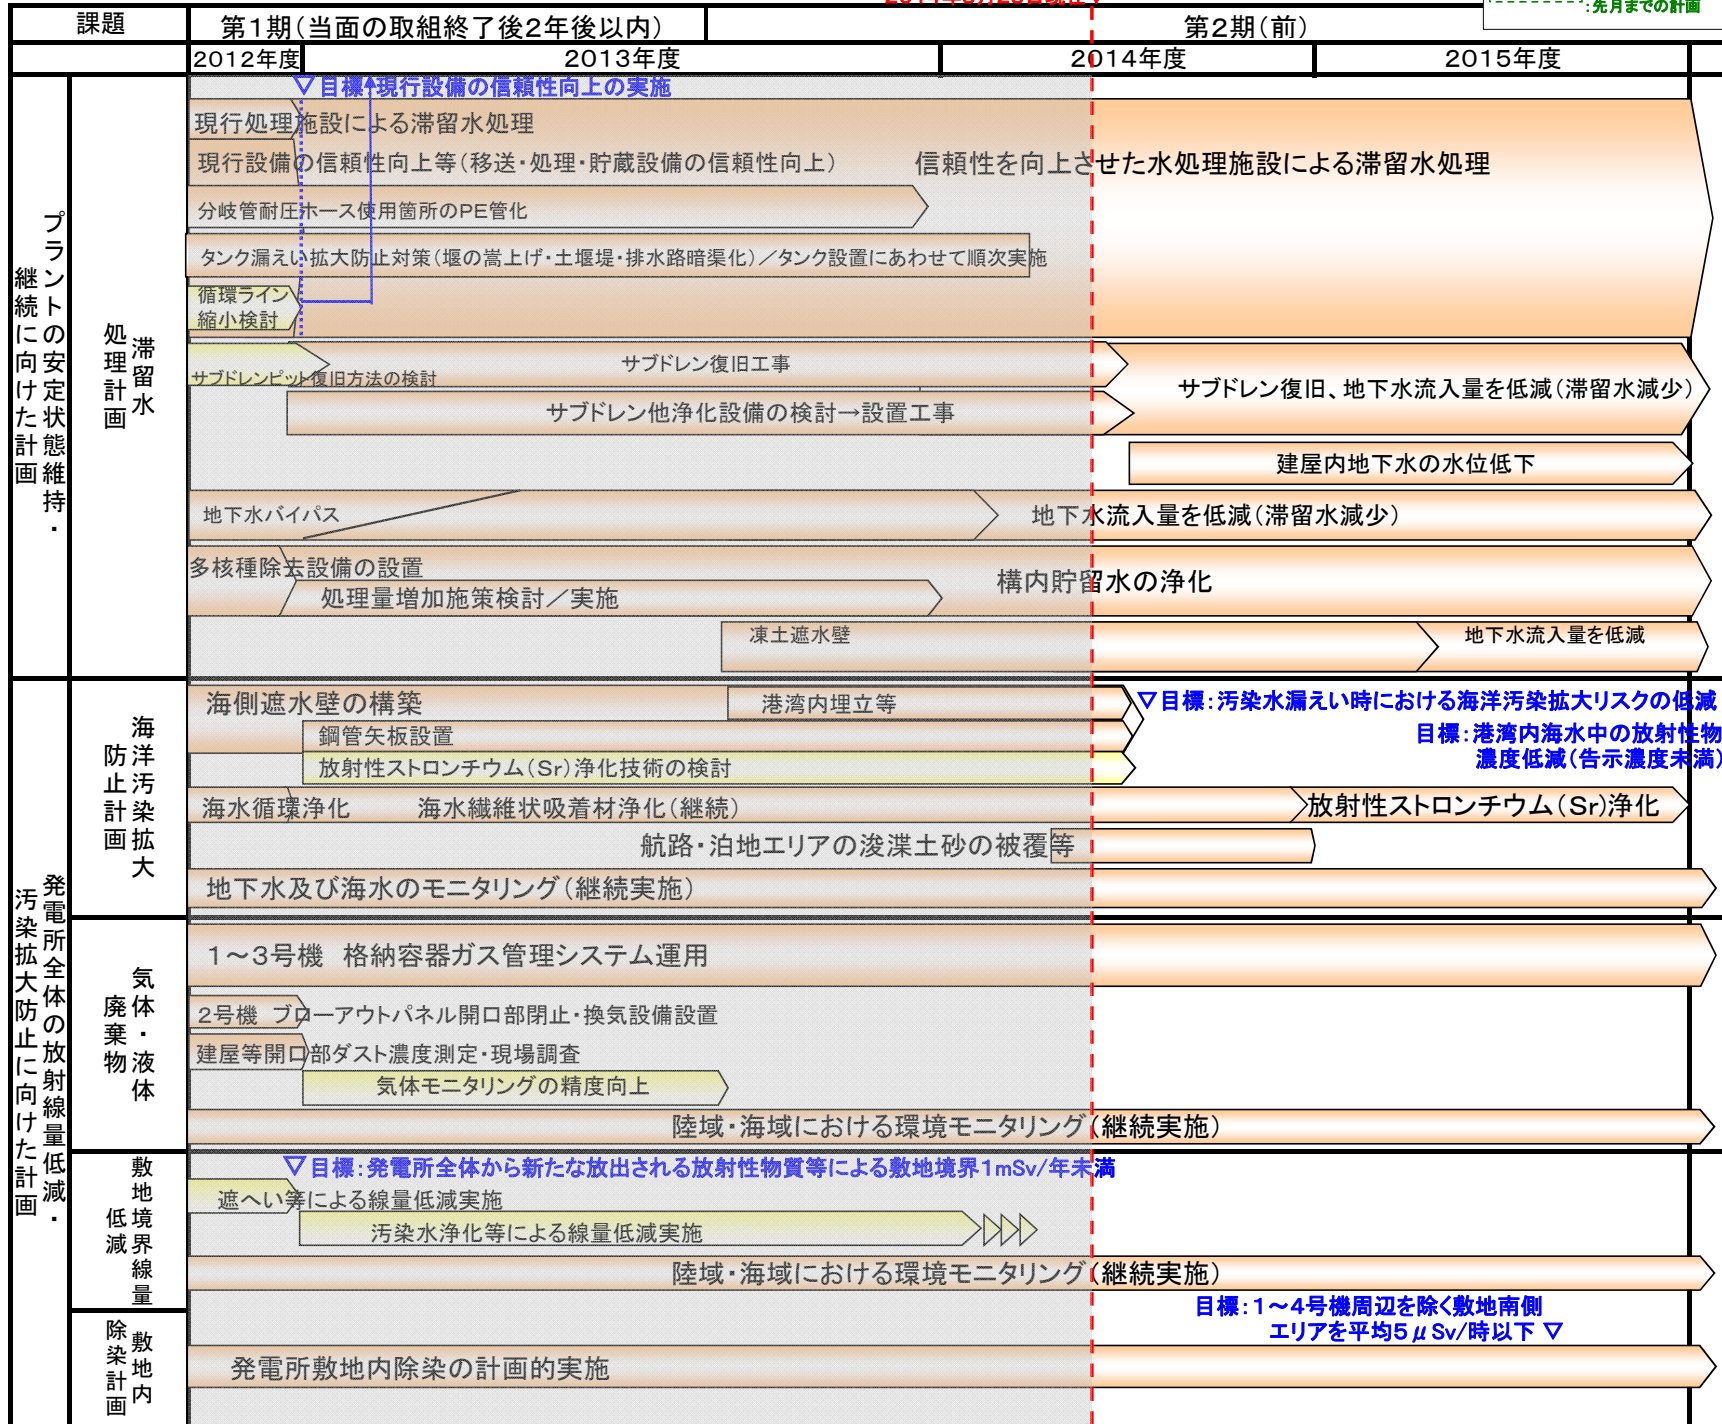 :先月までの計画
課題
第1期(当面の取組終了後2年後以内)
第2期(前)
2012年度
2013年度
2014年度
2015年度
プラントの安定状態維持・
継続に向けた計画
滞留水
処理計画
▽目標:現行設備の信頼性向上の実施
現行処理施設による滞留水処理
現行設備の信頼性向上等(移送・処理・貯蔵設備の信頼性向上)
信頼性を向上させた水処理施設による滞留水処理
分岐管耐圧ホース使用箇所のPE管化
タンク漏えい拡大防止対策(堰の嵩上げ・土堰堤・排水路暗渠化)/タンク設置にあわせて順次実施
循環ライン
縮小検討
サブドレンピット復旧方法の検討
サブドレン復旧工事
サブドレン他浄化設備の検討→設置工事
サブドレン復旧、地下水流入量を低減(滞留水減少)
建屋内地下水の水位低下
地下水バイパス
地下水流入量を低減(滞留水減少)
多核種除去設備の設置
処理量増加施策検討/実施
構内貯留水の浄化
凍土遮水壁
地下水流入量を低減
発電所全体の放射線量低減・
汚染拡大防止に向けた計画
海洋汚染拡大
防止計画
海側遮水壁の構築
港湾内埋立等
▽目標:汚染水漏えい時における海洋汚染拡大リスクの低減
鋼管矢板設置
目標:港湾内海水中の放射性物
濃度低減(告示濃度未満)
放射性ストロンチウム(Sr)浄化技術の検討
海水循環浄化
海水繊維状吸着材浄化(継続)
放射性ストロンチウム(Sr)浄化
航路・泊地エリアの浚渫土砂の被覆等
地下水及び海水のモニタリング(継続実施)
気体・液体
廃棄物
1～3号機 格納容器ガス管理システム運用
2号機 ブローアウトパネル開口部閉止・換気設備設置
建屋等開口部ダスト濃度測定・現場調査
気体モニタリングの精度向上
陸域・海域における環境モニタリング(継続実施)
敷地境界線量
低減
▽目標:発電所全体から新たな放出される放射性物質等による敷地境界1mSv/年未満
遮へい等による線量低減実施
汚染水浄化等による線量低減実施
陸域・海域における環境モニタリング(継続実施)
敷地内
除染計画
目標:1～4号機周辺を除く敷地南側
エリアを平均5μSv/時以下 ▽
発電所敷地内除染の計画的実施